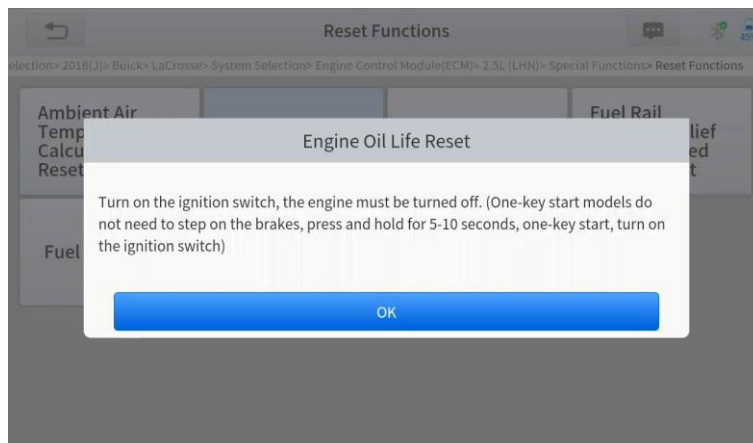 Reset Functions
45%
election> 2018(J)> Buick> LaCrosse> System Selection> Engine Control Module(ECM)> 2.5L (LHN)> Special Functions> Reset Functions
Ambient Air
Temp
Calcu
Reset
Fuel Rail
lief
ed
t
Engine Oil Life Reset
Turn on the ignition switch, the engine must be turned off. (One-key start models do
not need to step on the brakes, press and hold for 5-10 seconds, one-key start, turn on
the ignition switch)
Fuel
OK